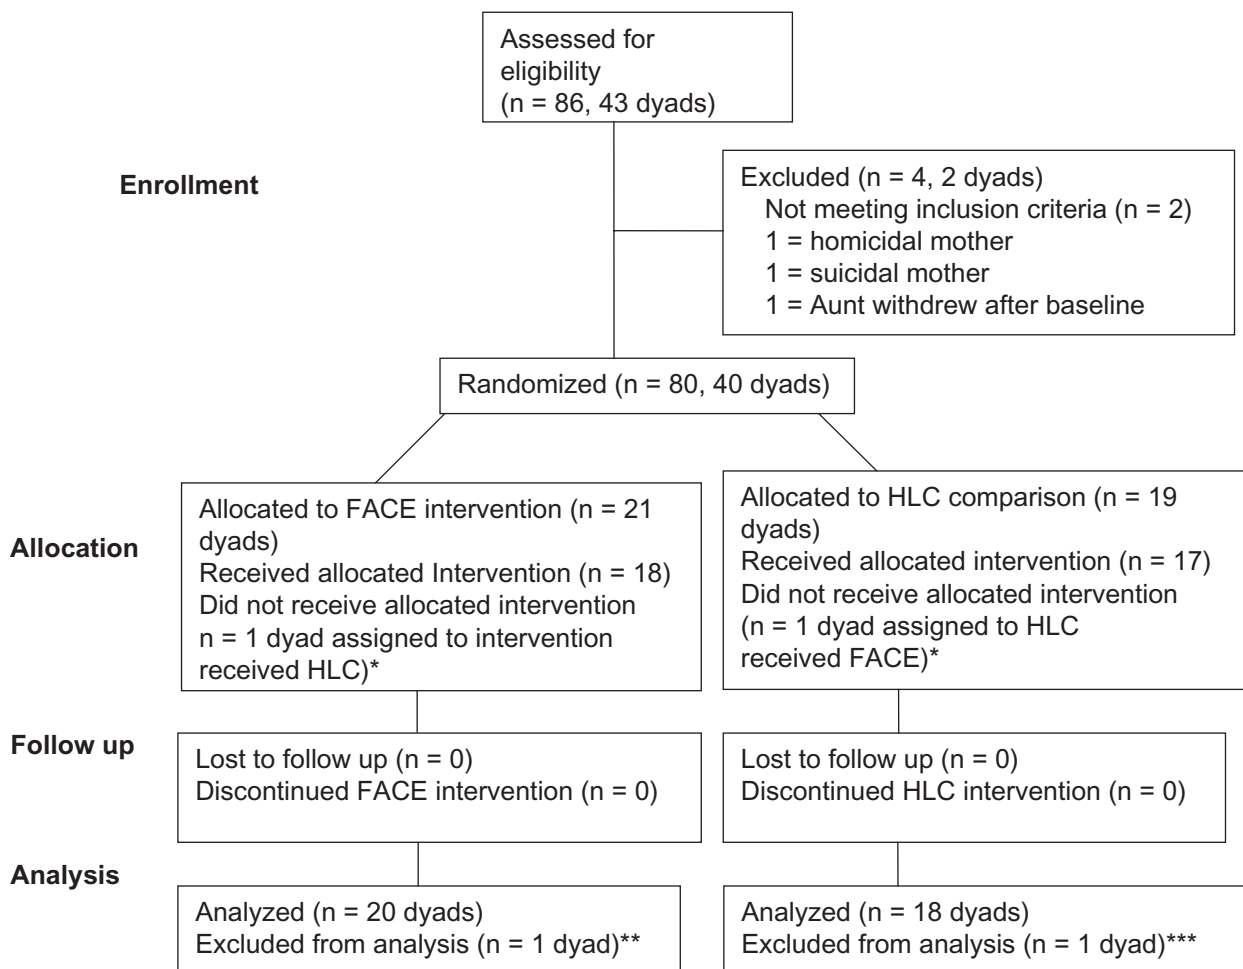 Assessed for
eligibility
(n = 86, 43 dyads)
Enrollment
Excluded (n = 4, 2 dyads)
Not meeting inclusion criteria (n = 2)
1 = homicidal mother
1 = suicidal mother
1 = Aunt withdrew after baseline
Randomized (n = 80, 40 dyads)
Allocation
Allocated to FACE intervention (n = 21
dyads)
Received allocated Intervention (n = 18)
Did not receive allocated intervention
n = 1 dyad assigned to intervention
received HLC)*
Allocated to HLC comparison (n = 19
dyads)
Received allocated intervention (n = 17)
Did not receive allocated intervention
(n = 1 dyad assigned to HLC
received FACE)*
Follow up
Lost to follow up (n = 0)
Discontinued FACE intervention (n = 0)
Lost to follow up (n = 0)
Discontinued HLC intervention (n = 0)
Analysis
Analyzed (n = 20 dyads)
Excluded from analysis (n = 1 dyad)**
Analyzed (n = 18 dyads)
Excluded from analysis (n = 1 dyad)***